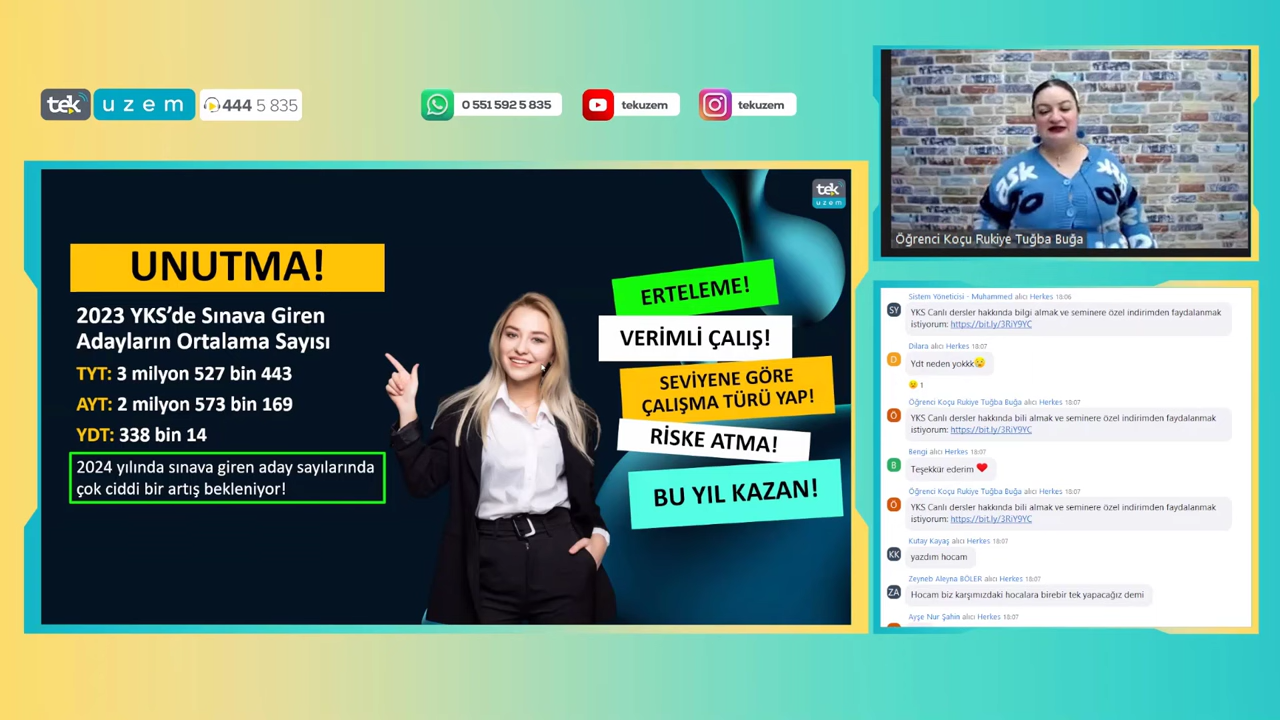 tek uzem 444 5 835
0 551 592 5 835
tekuzem
tekuzem
tek
uzem
UNUTMA!
2023 YKS’de Sınava Giren
Adayların Ortalama Sayısı
TYT: 3 milyon 527 bin 443
AYT: 2 milyon 573 bin 169
YDT: 338 bin 14
2024 yılında sınava giren aday sayılarında
çok ciddi bir artış bekleniyor!
ERTELEME!
VERİMLİ ÇALIŞ!
SEVİYENE GÖRE
ÇALIŞMA TÜRÜ YAP!
RİSKE ATMA!
BU YIL KAZAN!
ask
Öğrenci Koçu Rukiye Tuğba Buğa
Sistem Yöneticisi - Muhammed alıcı Herkes 18:06
SY
YKS Canlı dersler hakkında bilgi almak ve seminere özel indirimden faydalanmak
istiyorum: https://bit.ly/3RiY9YC
Dilara alıcı Herkes 18:07
D
Ydt neden yokkk😉
😉 1
Öğrenci Koçu Rukiye Tuğba Buğa alıcı Herkes 18:07
Ö
YKS Canlı dersler hakkında bili almak ve seminere özel indirimden faydalanmak
istiyorum: https://bit.ly/3RiY9YC
Bengi alıcı Herkes 18:07
B
Teşekkür ederim ❤
Öğrenci Koçu Rukiye Tuğba Buğa alıcı Herkes 18:07
Ö
YKS Canlı dersler hakkında bili almak ve seminere özel indirimden faydalanmak
istiyorum: https://bit.ly/3RiY9YC
Kutay Kayaş alıcı Herkes 18:07
KK
yazdım hocam
Zeyneb Aleyna BÖLER alıcı Herkes 18:07
ZA
Hocam biz karşımızdaki hocalara birebir tek yapacağız demi
Ayşe Nur Şahin alıcı Herkes 18:07